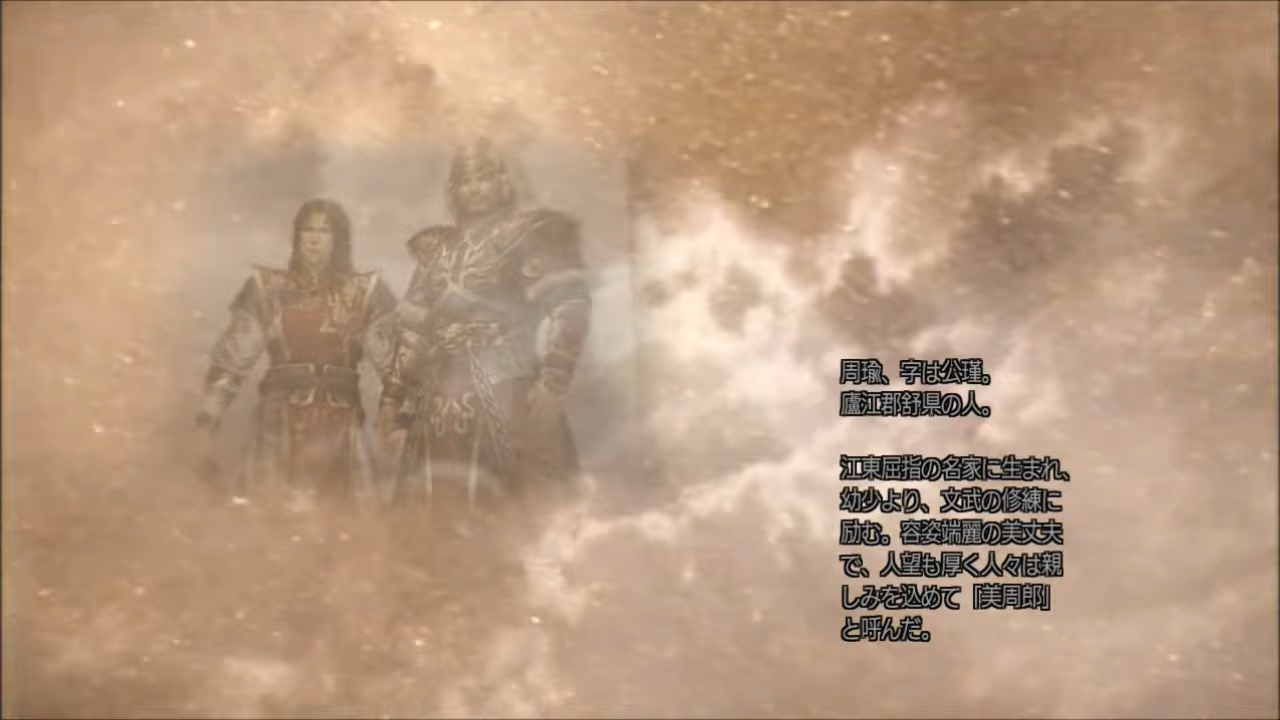 周瑜、字は公瑾。
廬江郡舒県の人。
江東屈指の名家に生まれ、
幼少より、文武の修練に
励む。容姿端麗の美丈夫
で、人望も厚く人々は親
しみを込めて『美周郎』
と呼んだ。